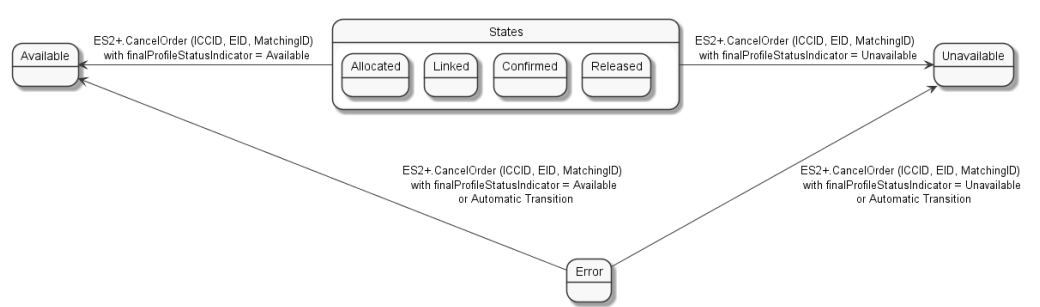 States
Available
ES2+.CancelOrder (ICCID, EID, MatchingID)
with finalProfileStatusIndicator = Available
Allocated
Linked
Confirmed
Released
ES2+.CancelOrder (ICCID, EID, MatchingID)
with finalProfileStatusIndicator = Unavailable
Unavailable
ES2+.CancelOrder (ICCID, EID, MatchingID)
with finalProfileStatusIndicator = Available
or Automatic Transition
ES2+.CancelOrder (ICCID, EID, MatchingID)
with finalProfileStatusIndicator = Unavailable
or Automatic Transition
Error